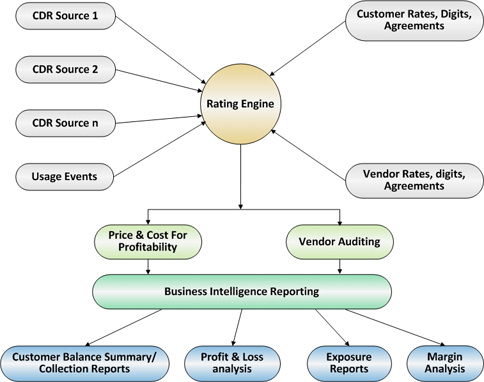 CDR Source 1
Customer Rates, Digits,
Agreements
CDR Source 2
Rating Engine
CDR Source n
Usage Events
Vendor Rates, digits,
Agreements
Price & Cost For
Profitability
Vendor Auditing
Business Intelligence Reporting
Customer Balance Summary/
Collection Reports
Profit & Loss
analysis
Exposure
Reports
Margin
Analysis